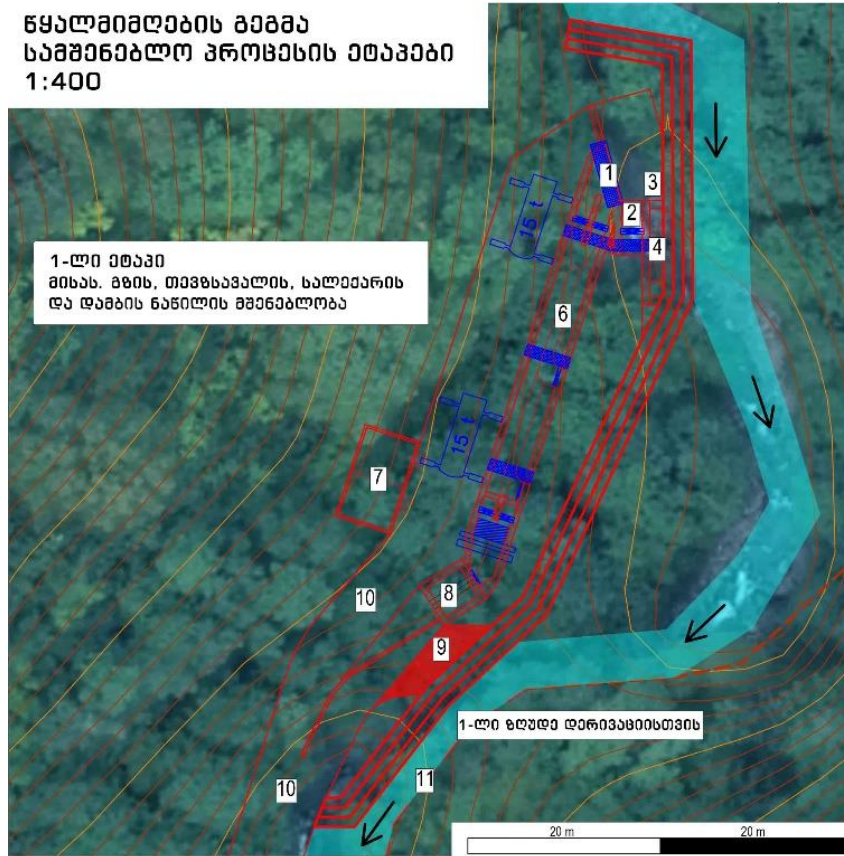 წყალმიმღების გეგმა
სამშენებლო პროცესის ეტაპები
1:400
1-ლი ეტაპი
მისას. გზის, თევზსავალის, სალექარის
და დამბის ნაწილის მშენებლობა
1
2
3
4
15 t
6
15 t
7
8
10
9
1-ლი ზღუდე დერივაციისთვის
10
11
20 m
20 m